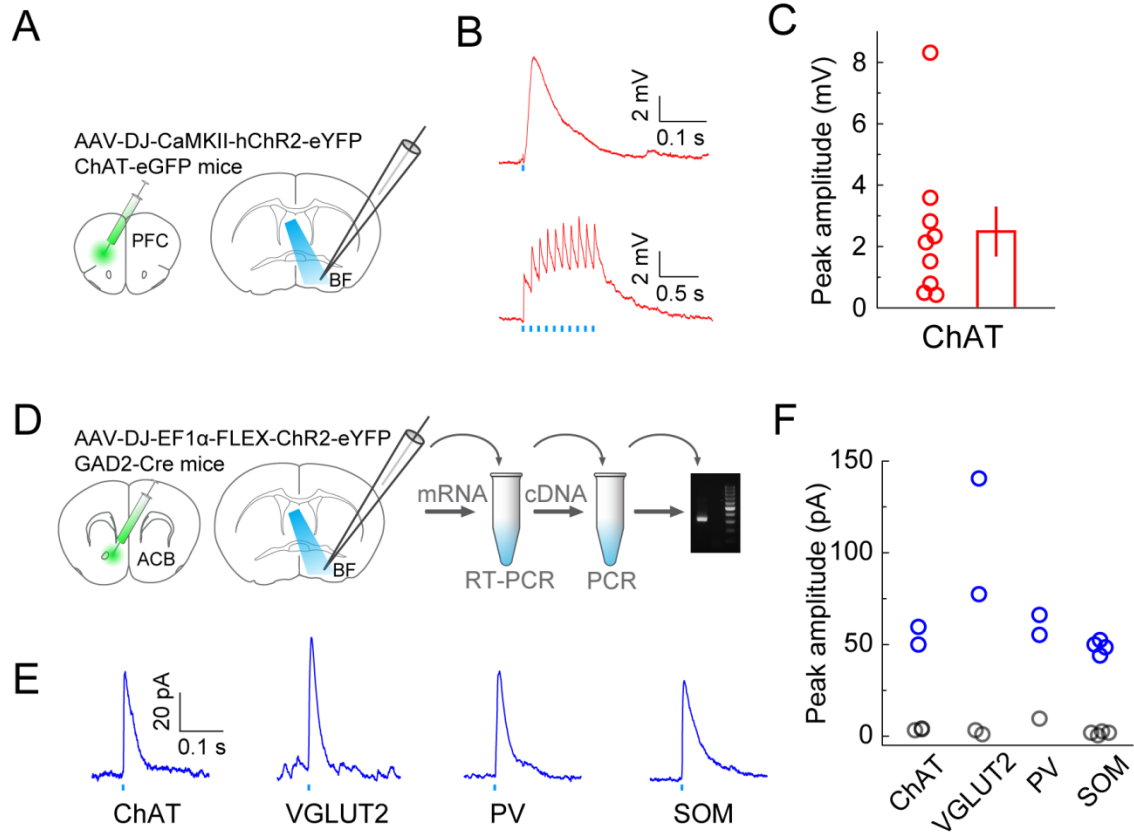 A
AAV-DJ-CaMKII-hChR2-eYFP
ChAT-eGFP mice
PFC
BF
B
2 mV
0.1 s
2 mV
0.5 s
C
Peak amplitude (mV)
8
6
4
2
0
ChAT
D
AAV-DJ-EF1α-FLEX-ChR2-eYFP
GAD2-Cre mice
ACB
BF
mRNA
cDNA
RT-PCR
PCR
E
20 pA
0.1 s
ChAT
VGLUT2
PV
SOM
F
Peak amplitude (pA)
150
100
50
0
ChAT
VGLUT2
PV
SOM